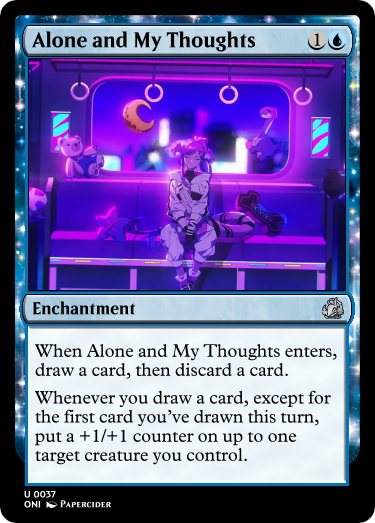 Alone and My Thoughts 1
Enchantment
When Alone and My Thoughts enters,
draw a card, then discard a card.
Whenever you draw a card, except for
the first card you’ve drawn this turn,
put a +1/+1 counter on up to one
target creature you control.
U 0037
ONI Papercider